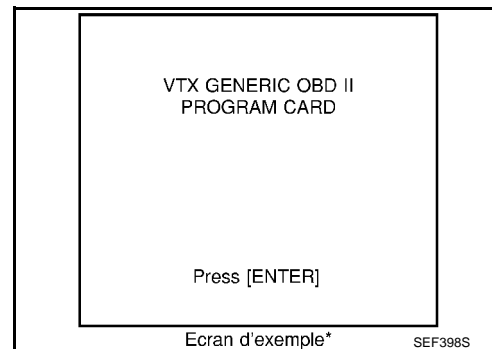 VTX GENERIC OBD II
PROGRAM CARD
Press [ENTER]
Ecran d'exemple*
SEF398S